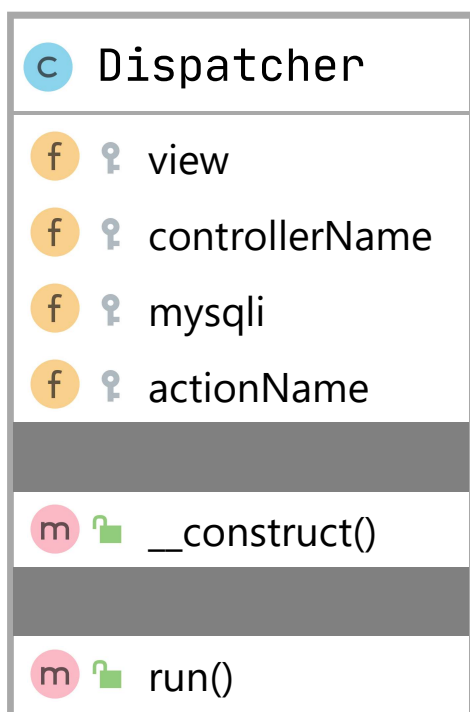 c Dispatcher
f view
f controllerName
f mysqli
f actionName
m __construct()
m run()